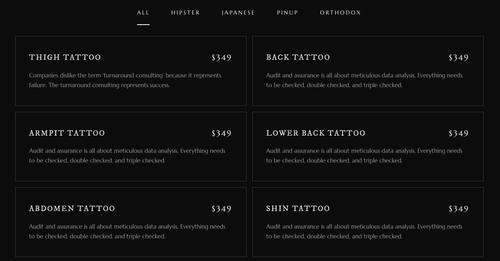 ALL HIPSTER JAPANESE PINUP ORTHODOX
THIGH TATTOO $349
Companies dislike the term 'turnaround consulting' because it represents
failure. The turnaround consulting represents success.
BACK TATTOO $349
Audit and assurance is all about meticulous data analysis. Everything needs
to be checked, double checked, and triple checked.
ARMPIT TATTOO $349
Audit and assurance is all about meticulous data analysis. Everything needs
to be checked, double checked, and triple checked.
LOWER BACK TATTOO $349
Audit and assurance is all about meticulous data analysis. Everything needs
to be checked, double checked, and triple checked.
ABDOMEN TATTOO $349
Audit and assurance is all about meticulous data analysis. Everything needs
to be checked, double checked, and triple checked.
SHIN TATTOO $349
Audit and assurance is all about meticulous data analysis. Everything needs
to be checked, double checked, and triple checked.